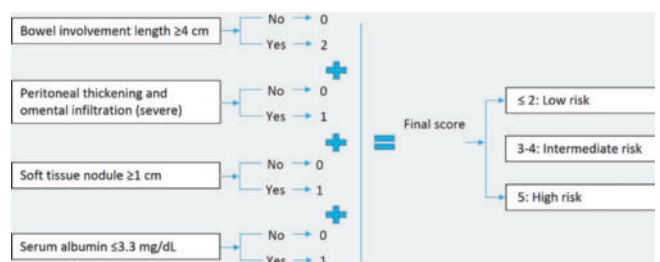 Bowel involvement length ≥4 cm
No 0
Yes 2
Peritoneal thickening and
omental infiltration (severe)
No 0
Yes 1
Soft tissue nodule ≥1 cm
No 0
Yes 1
Serum albumin ≤3.3 mg/dL
No 0
Yes 1
Final score
≤ 2: Low risk
3-4: Intermediate risk
5: High risk